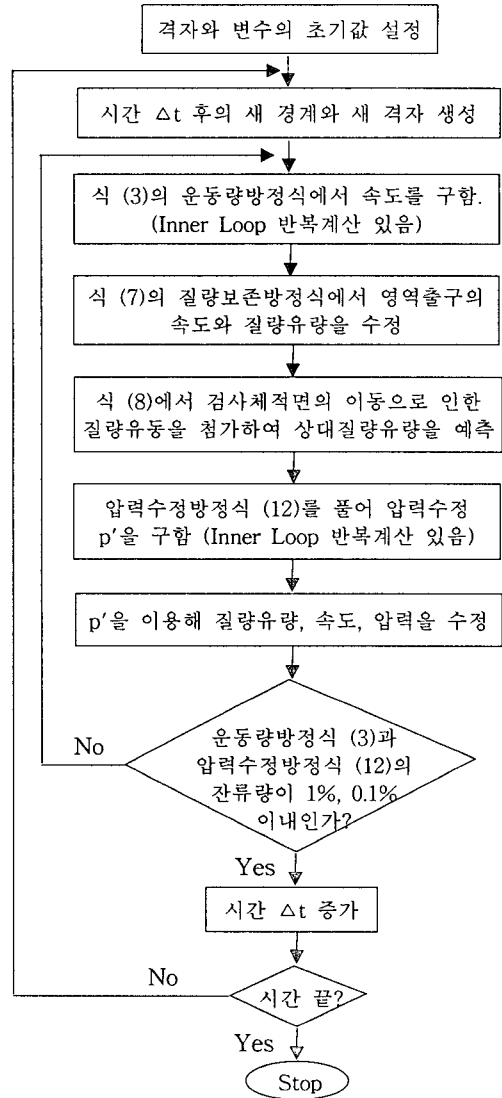 격자와 변수의 초기값 설정
시간 △t 후의 새 경계와 새 격자 생성
식 (3)의 운동량방정식에서 속도를 구함.
(Inner Loop 반복계산 있음)
식 (7)의 질량보존방정식에서 영역출구의
속도와 질량유량을 수정
식 (8)에서 검사체적면의 이동으로 인한
질량유동을 첨가하여 상대질량유량을 예측
압력수정방정식 (12)를 풀어 압력수정
p′을 구함 (Inner Loop 반복계산 있음)
p′을 이용해 질량유량, 속도, 압력을 수정
No
운동량방정식 (3)과
압력수정방정식 (12)의
잔류량이 1%, 0.1%
이내인가?
Yes
시간 △t 증가
No
시간 끝?
Yes
Stop